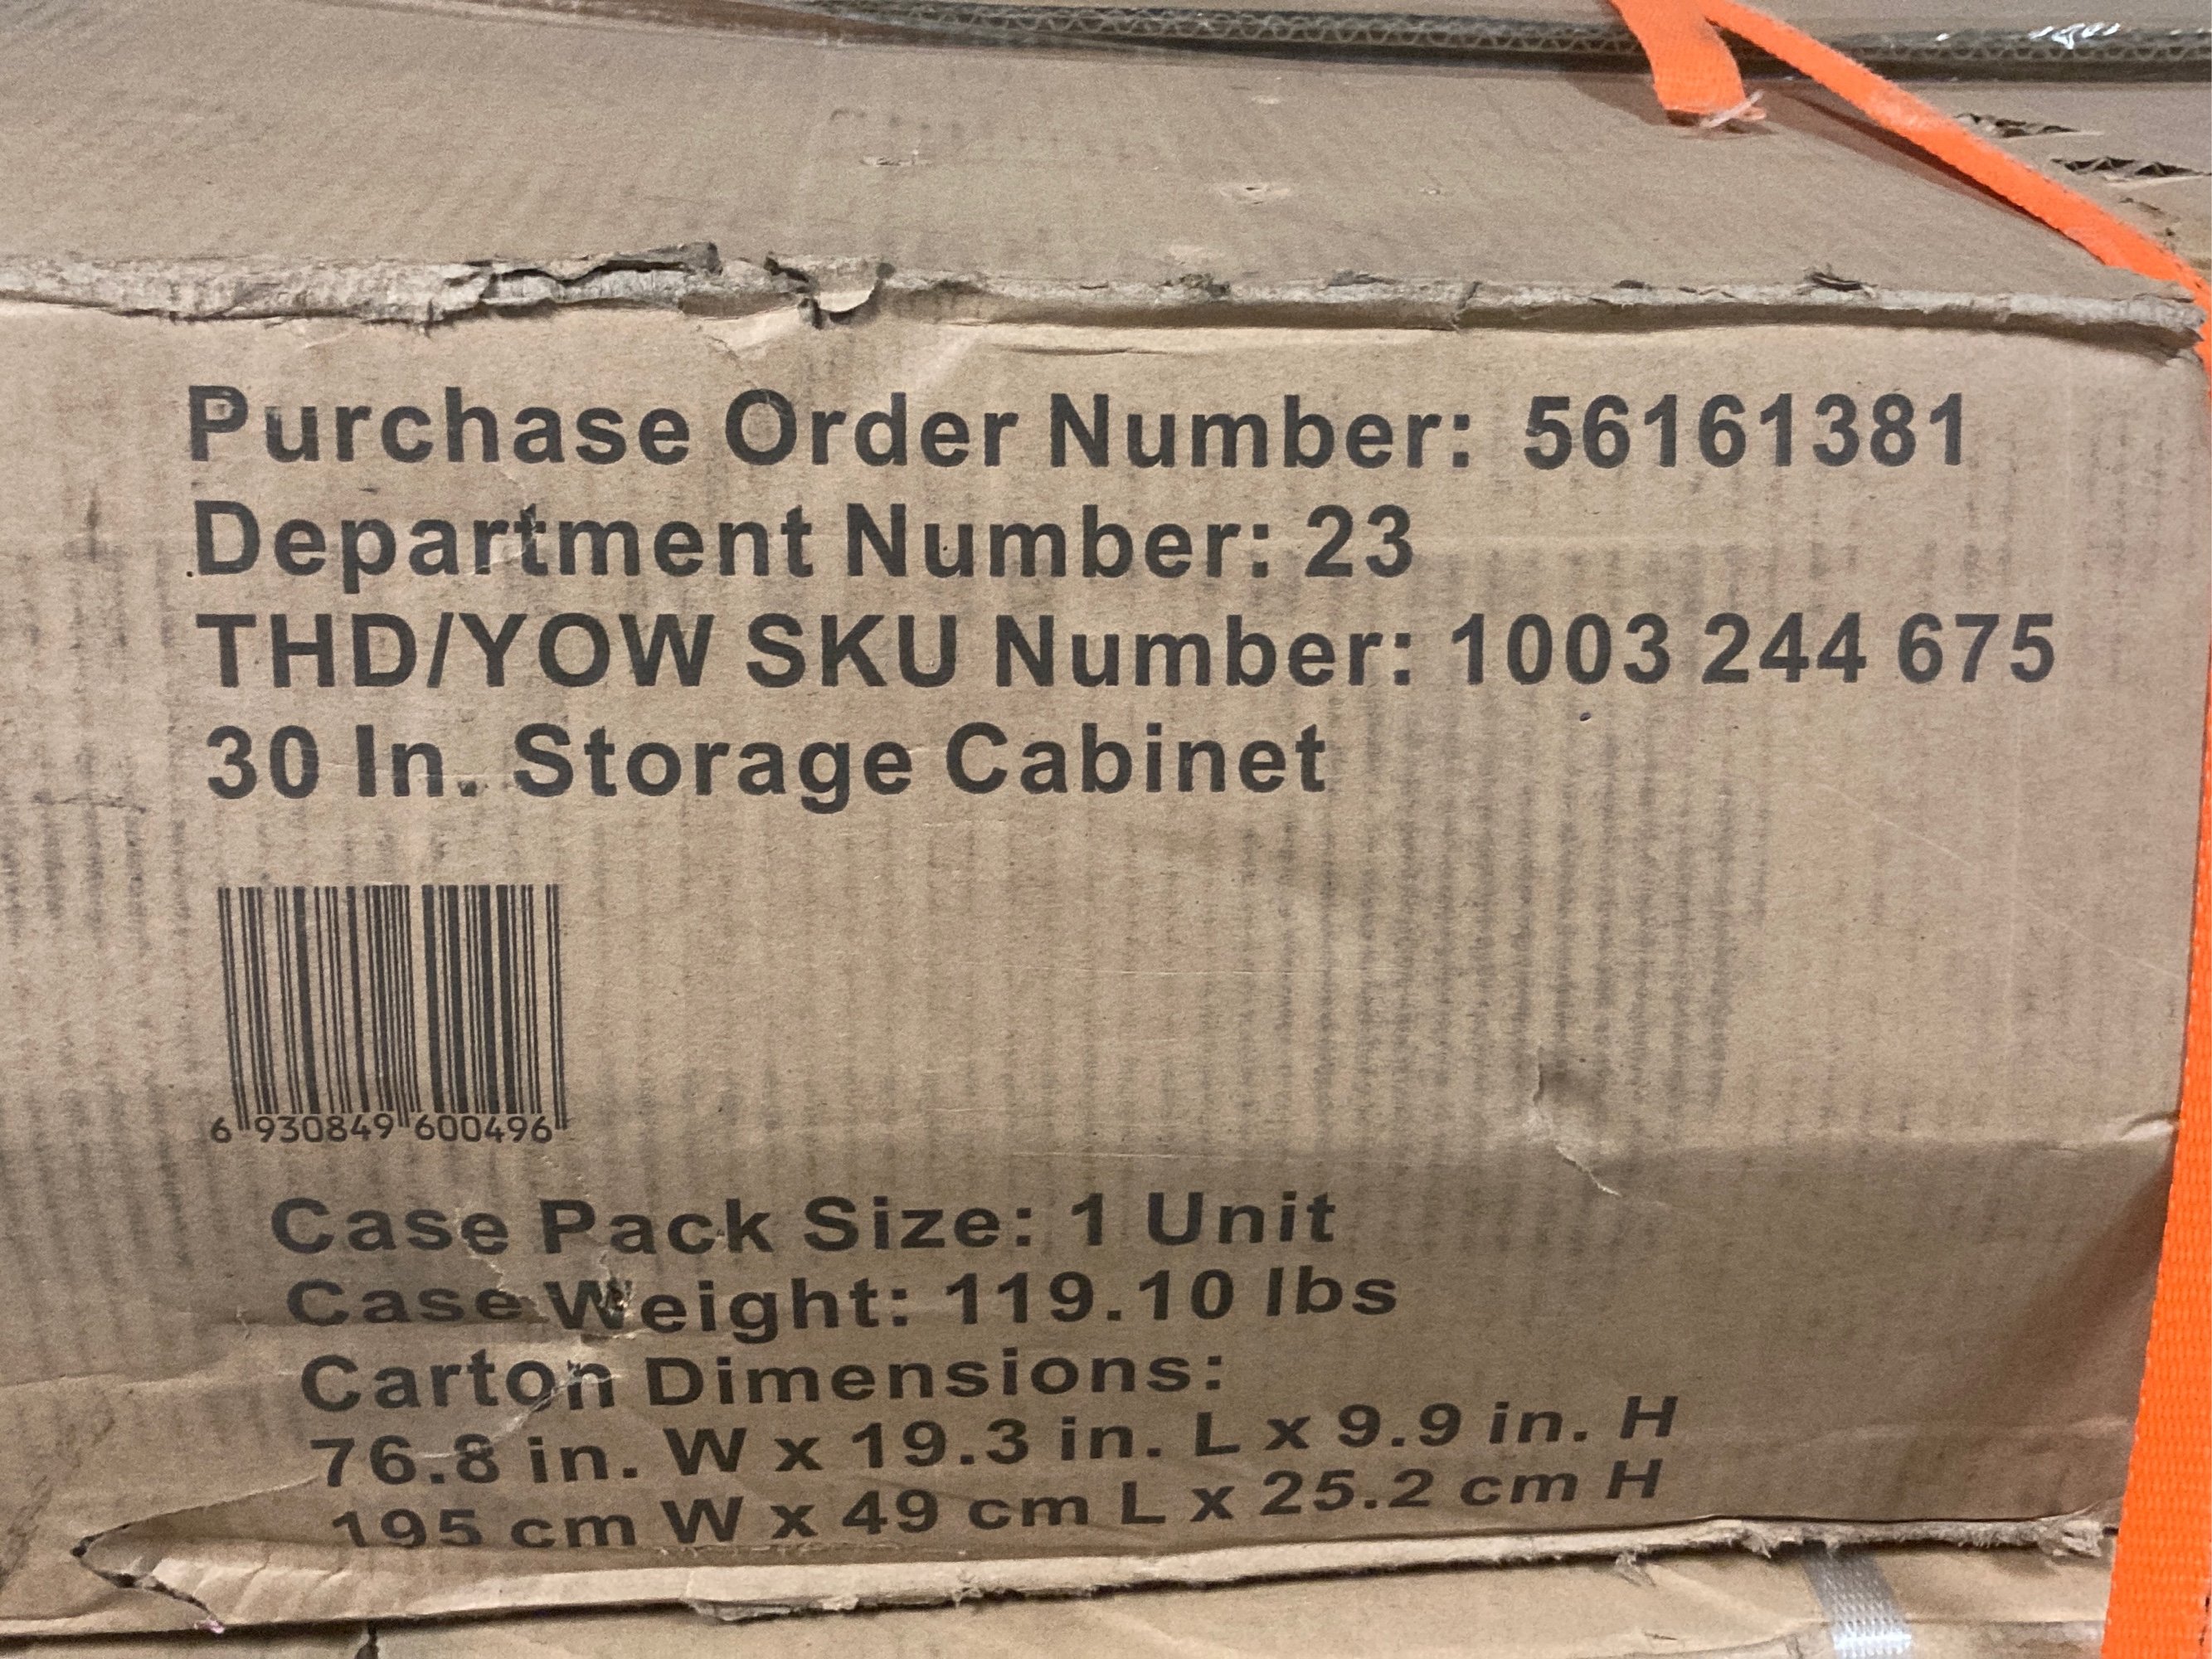 Purchase Order Number: 56161381
Department Number: 23
THD/YOW SKU Number: 1003 244 675
30 In. Storage Cabinet
6 930849 600496
Case Pack Size: 1 Unit
Case Weight: 119.10 lbs
Carton Dimensions:
76.8 in. W x 19.3 in. L x 9.9 in. H
195 cm W x 49 cm L x 25.2 cm H